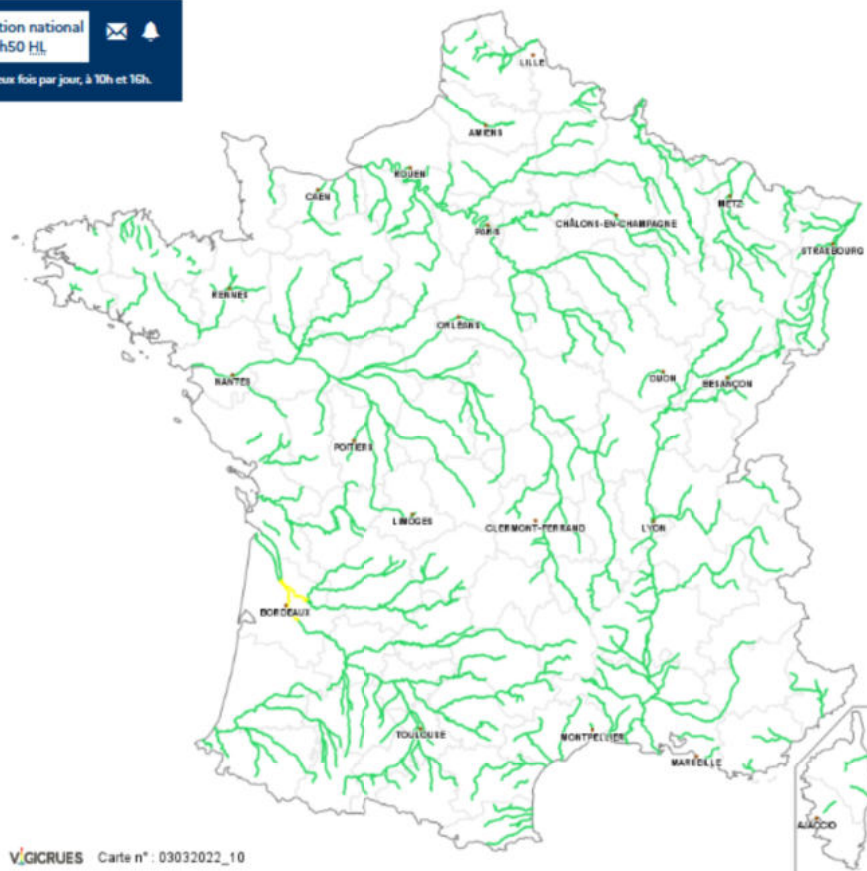 tion national
h50 HL
eux fois par jour, à 10h et 16h.
LILLE
AMIENS
ROUEN
CAEN
METZ
CHÂLONS-EN-CHAMPAGNE
PARIS
STRASBOURG
RENNES
ORLÉANS
NANTES
DIJON
BESANÇON
POITIERS
LIMOGES
CLERMONT-FERRAND
LYON
BORDEAUX
TOULOUSE
MONTPELLIER
MARSEILLE
AJACCIO
VIGICRUES Carte n° : 03032022_10